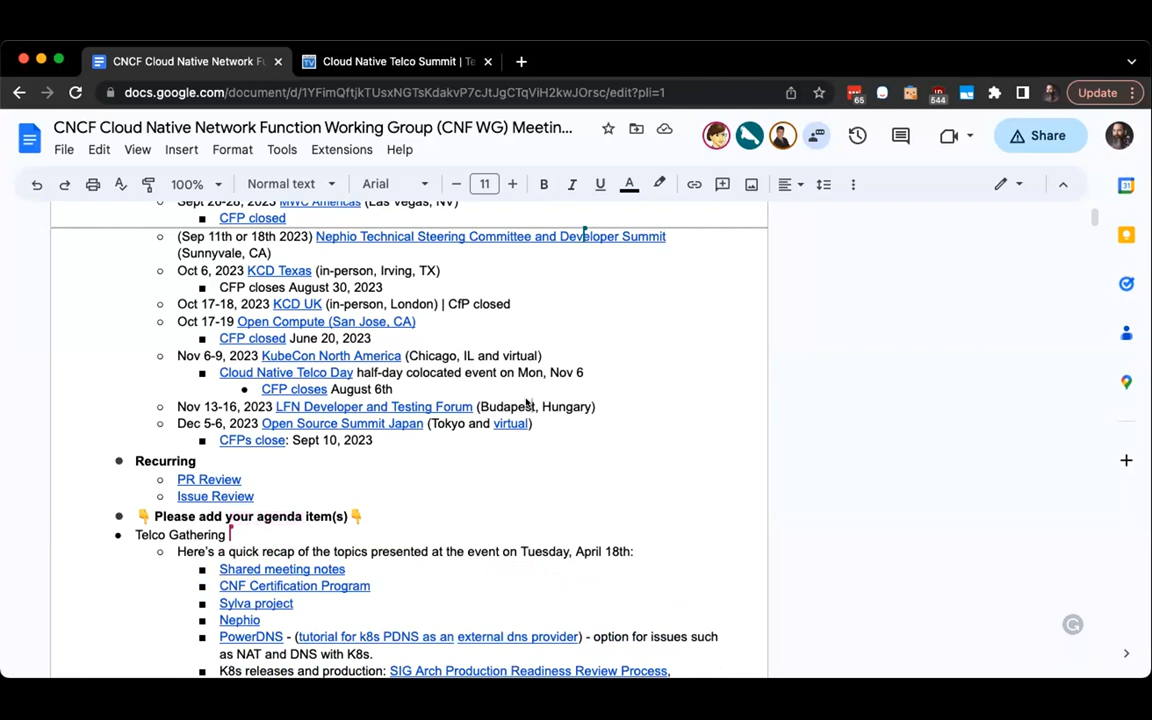 CNCF Cloud Native Network Fu
Cloud Native Telco Summit | Te
docs.google.com/document/d/1YFimQftjkTUsxNGTsKdakvP7cJtJgCTqViH2kwJOrsc/edit?pli=1
65
544
Update
CNCF Cloud Native Network Function Working Group (CNF WG) Meetin...
File Edit View Insert Format Tools Extensions Help
Share
100% Normal text Arial 11 B I U A
Sept 26-28, 2023 MWC Americas (Las Vegas, NV)
CFP closed
(Sep 11th or 18th 2023) Nephio Technical Steering Committee and Developer Summit
(Sunnyvale, CA)
Oct 6, 2023 KCD Texas (in-person, Irving, TX)
CFP closes August 30, 2023
Oct 17-18, 2023 KCD UK (in-person, London) | CfP closed
Oct 17-19 Open Compute (San Jose, CA)
CFP closed June 20, 2023
Nov 6-9, 2023 KubeCon North America (Chicago, IL and virtual)
Cloud Native Telco Day half-day colocated event on Mon, Nov 6
CFP closes August 6th
Nov 13-16, 2023 LFN Developer and Testing Forum (Budapest, Hungary)
Dec 5-6, 2023 Open Source Summit Japan (Tokyo and virtual)
CFPs close: Sept 10, 2023
Recurring
PR Review
Issue Review
👇 Please add your agenda item(s)👇
Telco Gathering
Here's a quick recap of the topics presented at the event on Tuesday, April 18th:
Shared meeting notes
CNF Certification Program
Sylva project
Nephio
PowerDNS - (tutorial for k8s PDNS as an external dns provider) - option for issues such
as NAT and DNS with K8s.
K8s releases and production: SIG Arch Production Readiness Review Process,